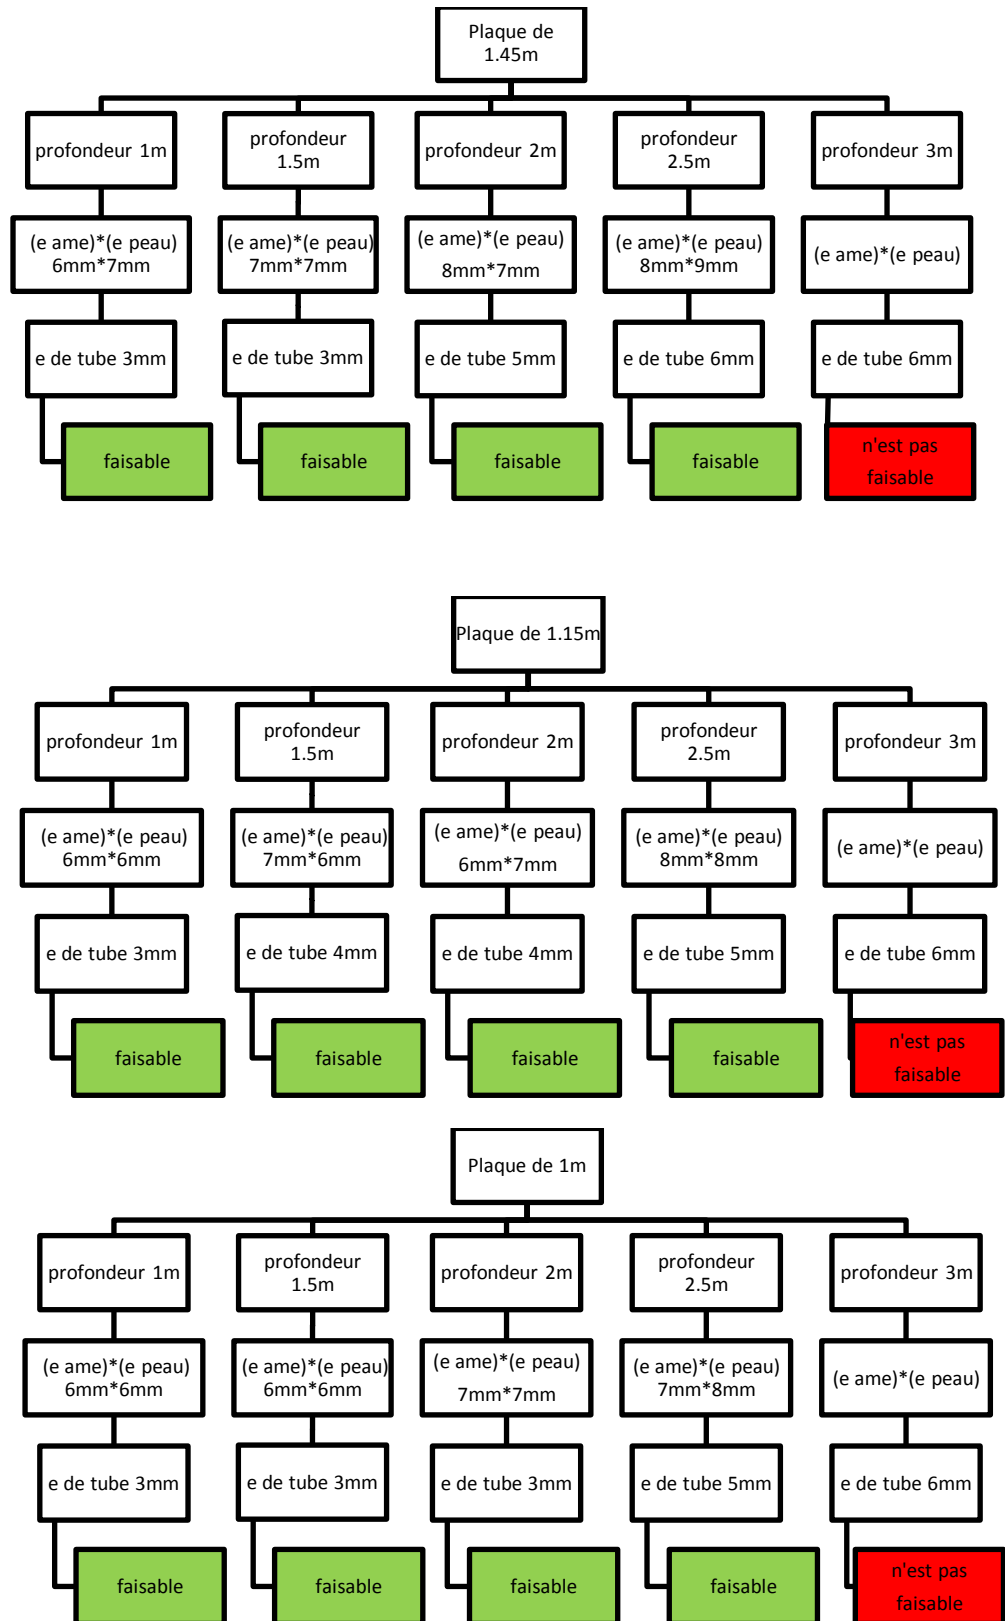 Plaque de
1.45m
profondeur 1m
profondeur
1.5m
profondeur 2m
profondeur
2.5m
profondeur 3m
(e ame)*(e peau)
6mm*7mm
(e ame)*(e peau)
7mm*7mm
(e ame)*(e peau)
8mm*7mm
(e ame)*(e peau)
8mm*9mm
(e ame)*(e peau)
e de tube 3mm
e de tube 3mm
e de tube 5mm
e de tube 6mm
e de tube 6mm
faisable
faisable
faisable
faisable
n'est pas
faisable
Plaque de 1.15m
profondeur 1m
profondeur
1.5m
profondeur 2m
profondeur
2.5m
profondeur 3m
(e ame)*(e peau)
6mm*6mm
(e ame)*(e peau)
7mm*6mm
(e ame)*(e peau)
6mm*7mm
(e ame)*(e peau)
8mm*8mm
(e ame)*(e peau)
e de tube 3mm
e de tube 4mm
e de tube 4mm
e de tube 5mm
e de tube 6mm
faisable
faisable
faisable
faisable
n'est pas
faisable
Plaque de 1m
profondeur 1m
profondeur
1.5m
profondeur 2m
profondeur
2.5m
profondeur 3m
(e ame)*(e peau)
6mm*6mm
(e ame)*(e peau)
6mm*6mm
(e ame)*(e peau)
7mm*7mm
(e ame)*(e peau)
7mm*8mm
(e ame)*(e peau)
e de tube 3mm
e de tube 3mm
e de tube 3mm
e de tube 5mm
e de tube 6mm
faisable
faisable
faisable
faisable
n'est pas
faisable